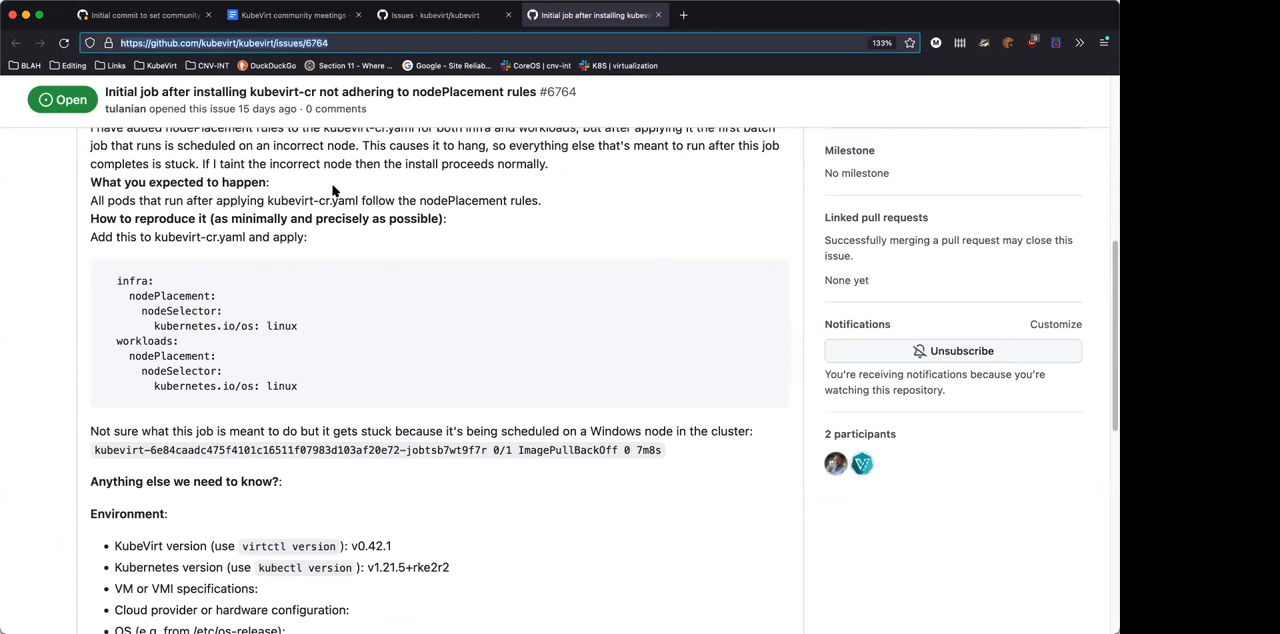 Initial commit to set community
KubeVirt community meetings -
Issues · kubevirt/kubevirt
Initial job after installing kubev
https://github.com/kubevirt/kubevirt/issues/6764
133%
BLAH
Editing
Links
KubeVirt
CNV-INT
DuckDuckGo
Section 11 - Where ...
Google - Site Reliab...
CoreOS | cnv-int
K8S | virtualization
Open
Initial job after installing kubevirt-cr not adhering to nodePlacement rules #6764
tulanian opened this issue 15 days ago · 0 comments
I have added nodePlacement rules to the kubevirt-cr.yaml for both infra and workloads, but after applying it the first batch
job that runs is scheduled on an incorrect node. This causes it to hang, so everything else that's meant to run after this job
completes is stuck. If I taint the incorrect node then the install proceeds normally.
What you expected to happen:
All pods that run after applying kubevirt-cr.yaml follow the nodePlacement rules.
How to reproduce it (as minimally and precisely as possible):
Add this to kubevirt-cr.yaml and apply:
infra:
nodePlacement:
nodeSelector:
kubernetes.io/os: linux
workloads:
nodePlacement:
nodeSelector:
kubernetes.io/os: linux
Not sure what this job is meant to do but it gets stuck because it's being scheduled on a Windows node in the cluster:
kubevirt-6e84caadc475f4101c16511f07983d103af20e72-jobtsb7wt9f7r 0/1 ImagePullBackOff 0 7m8s
Anything else we need to know?:
Environment:
• KubeVirt version (use virtctl version ): v0.42.1
• Kubernetes version (use kubectl version ): v1.21.5+rke2r2
• VM or VMI specifications:
• Cloud provider or hardware configuration:
• OS (e.g. from /etc/os-release):
Milestone
No milestone
Linked pull requests
Successfully merging a pull request may close this
issue.
None yet
Notifications
Customize
Unsubscribe
You're receiving notifications because you're
watching this repository.
2 participants